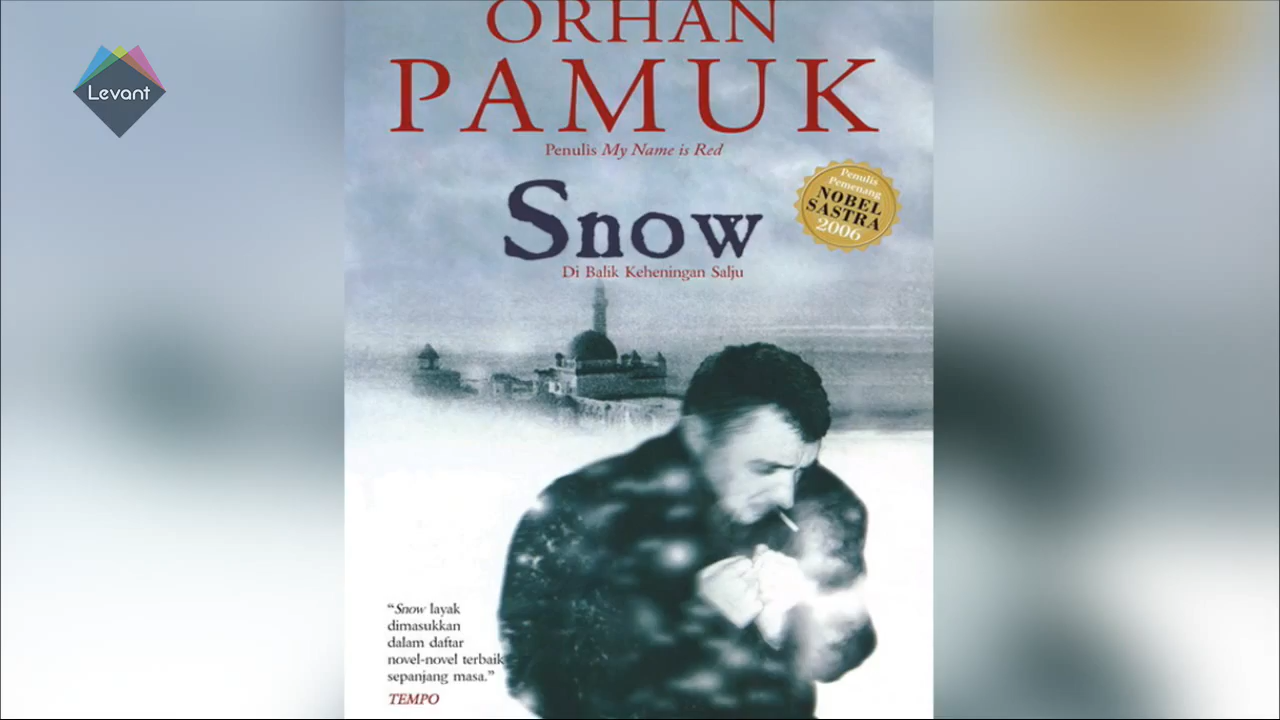 Levant
ORHAN
PAMUK
Penulis My Name is Red
Snow
Di Balik Keheningan Salju
Penulis
Pemenang
NOBEL
SASTRA
2006
“Snow layak
dimasukkan
dalam daftar
novel-novel terbaik
sepanjang masa.”
TEMPO